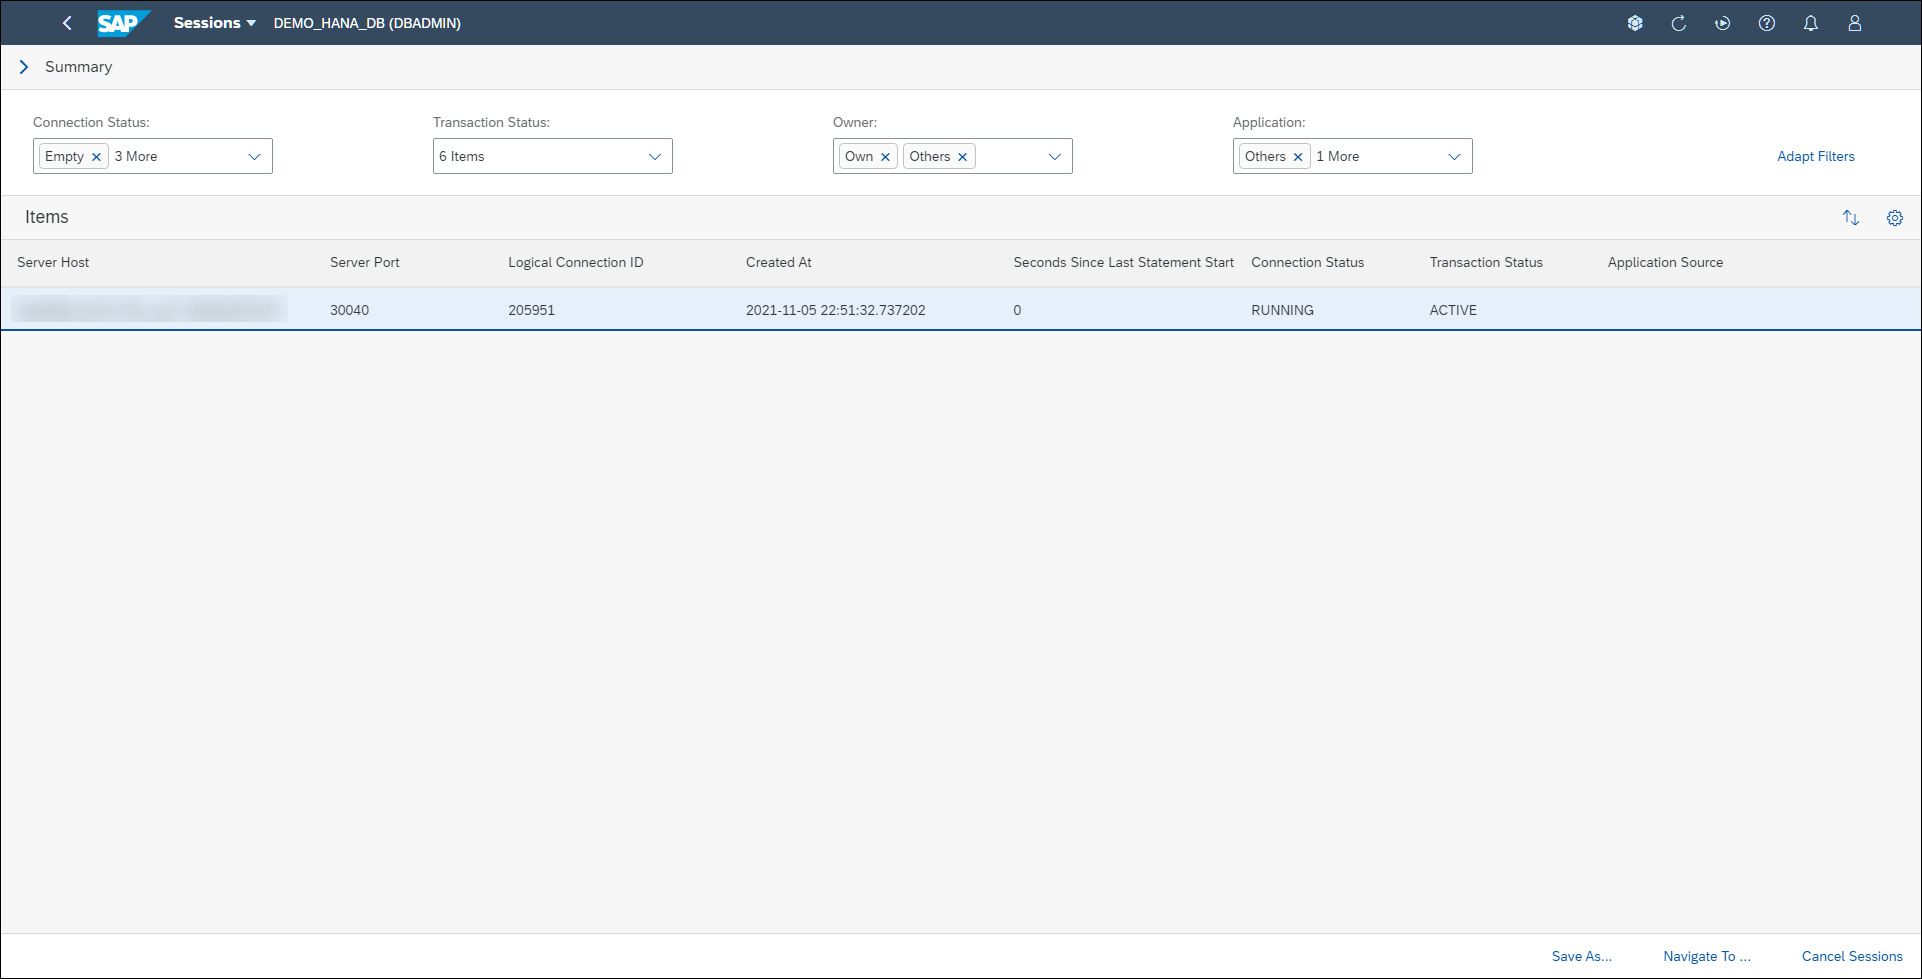 SAP Sessions DEMO_HANA_DB (DBADMIN)
Summary
Connection Status: Transaction Status: Owner: Application:
Empty 3 More 6 Items Own Others Others 1 More Adapt Filters
Items
Server Host Server Port Logical Connection ID Created At Seconds Since Last Statement Start Connection Status Transaction Status Application Source
30040 205951 2021-11-05 22:51:32.737202 0 RUNNING ACTIVE
Save As... Navigate To ... Cancel Sessions